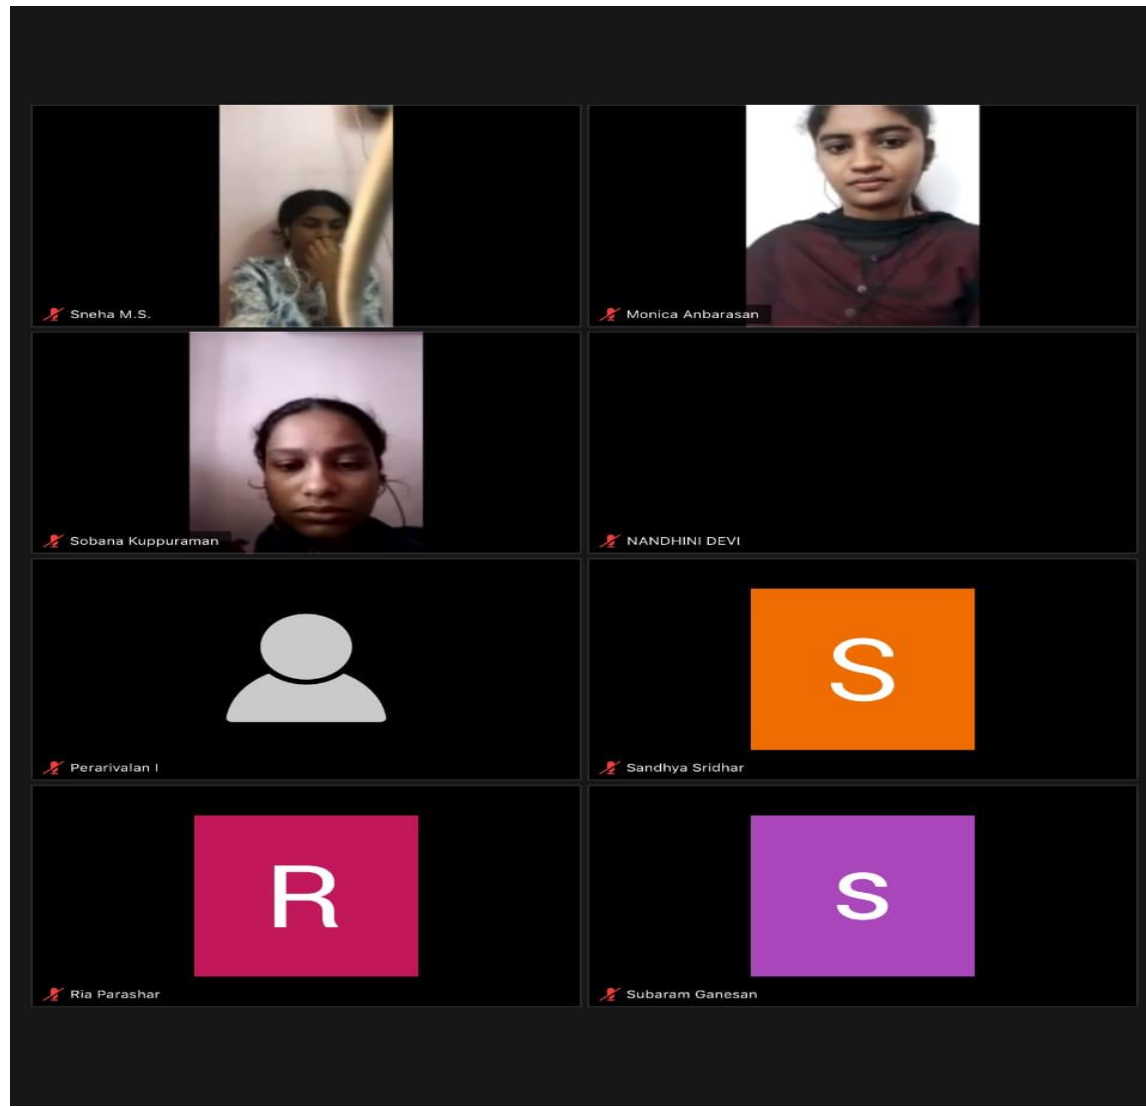 Sneha M.S.
Monica Anbarasan
Sobana Kuppuraman
NANDHINI DEVI
Perarivalan I
S
Sandhya Sridhar
R
Ria Parashar
s
Subaram Ganesan